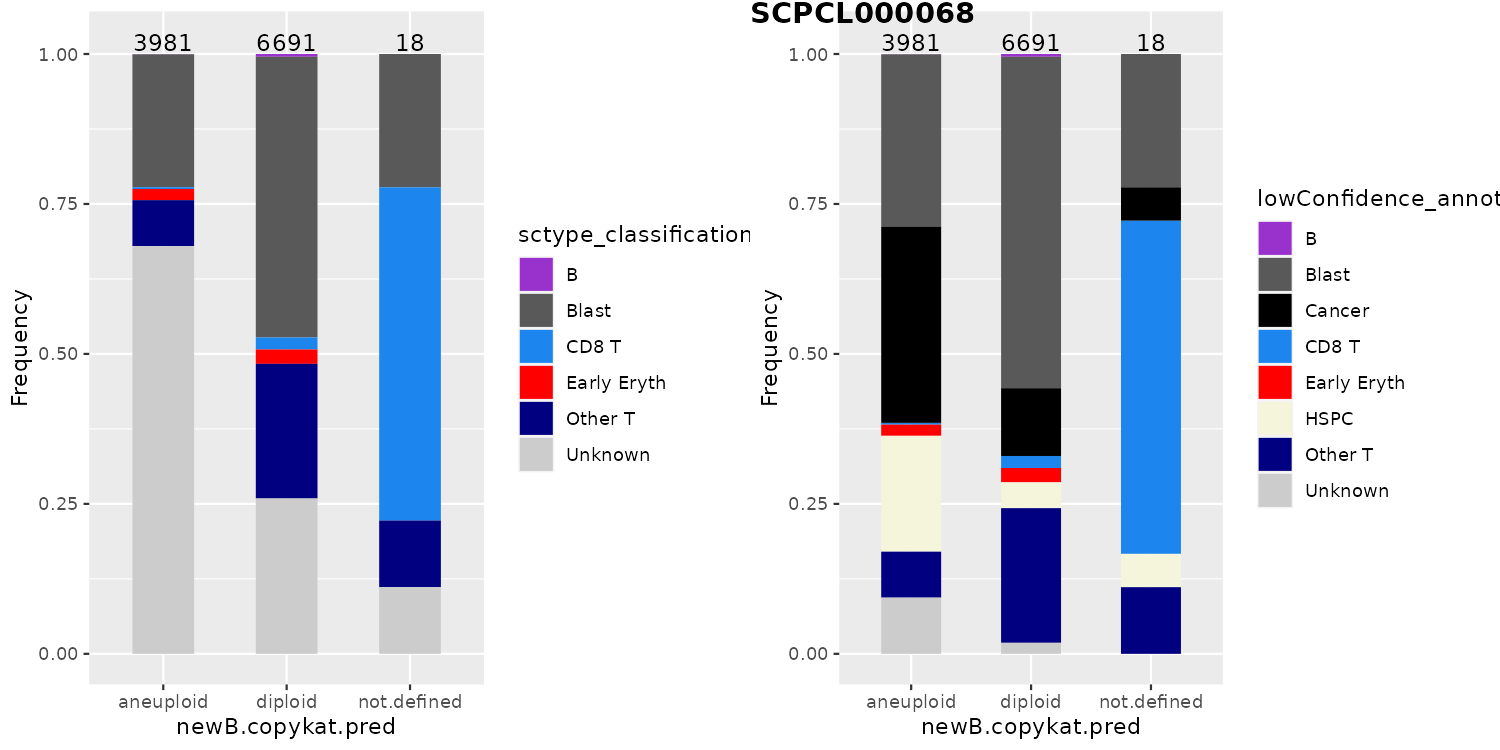 SCPCL000068
3981 6691 18
1.00
0.75
0.50
0.25
0.00
Frequency
aneuploid diploid not.defined
newB.copykat.pred
sctype_classification
B
Blast
CD8 T
Early Eryth
Other T
Unknown
3981 6691 18
1.00
0.75
0.50
0.25
0.00
Frequency
aneuploid diploid not.defined
newB.copykat.pred
lowConfidence_annot
B
Blast
Cancer
CD8 T
Early Eryth
HSPC
Other T
Unknown